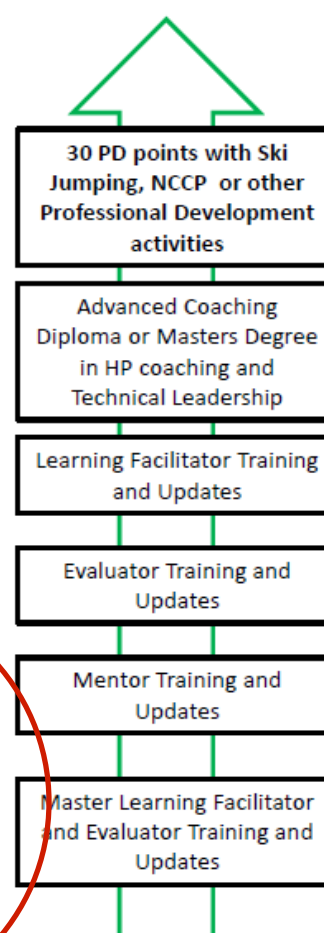 30 PD points with Ski
Jumping, NCCP or other
Professional Development
activities
Advanced Coaching
Diploma or Masters Degree
in HP coaching and
Technical Leadership
Learning Facilitator Training
and Updates
Evaluator Training and
Updates
Mentor Training and
Updates
Master Learning Facilitator
and Evaluator Training and
Updates